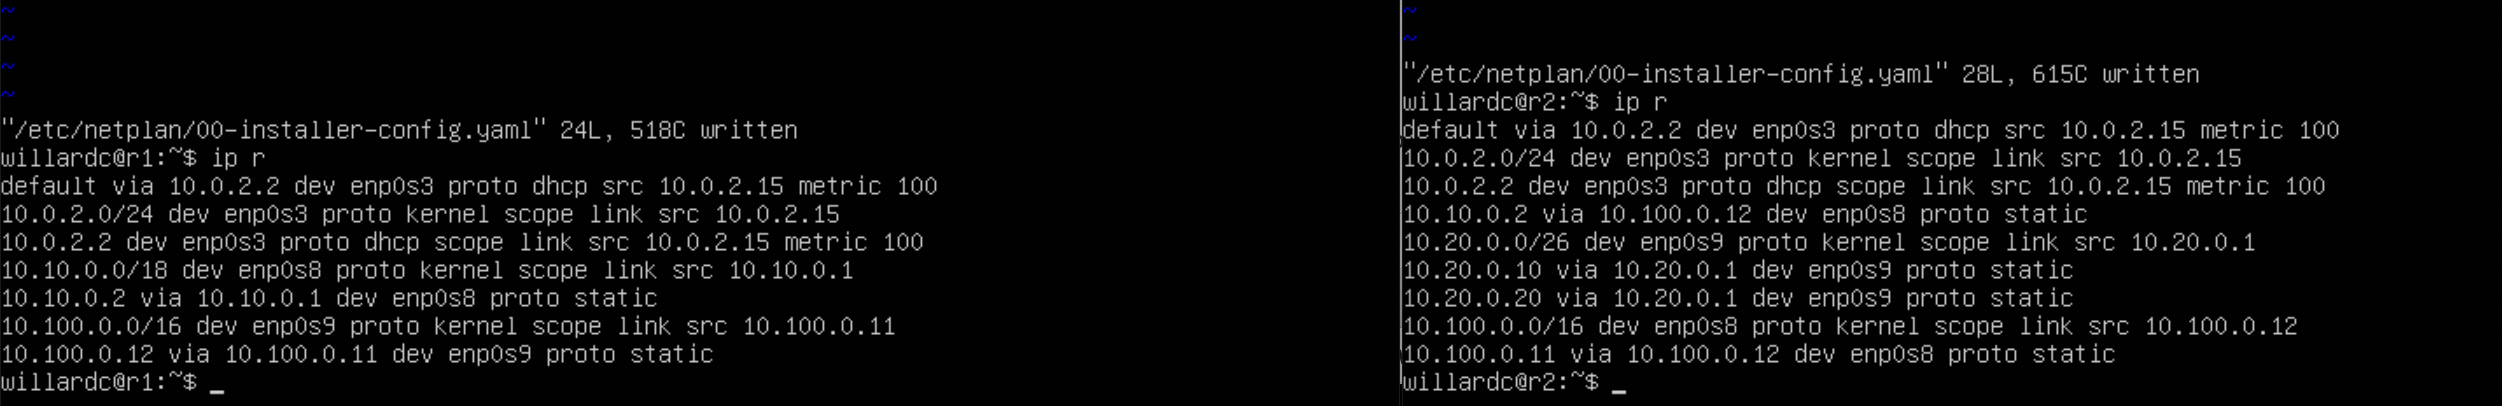 ~
~
~
~
"/etc/netplan/00-installer-config.yaml" 24L, 518C written
willardc@r1:~$ ip r
default via 10.0.2.2 dev enp0s3 proto dhcp src 10.0.2.15 metric 100
10.0.2.0/24 dev enp0s3 proto kernel scope link src 10.0.2.15
10.0.2.2 dev enp0s3 proto dhcp scope link src 10.0.2.15 metric 100
10.10.0.0/18 dev enp0s8 proto kernel scope link src 10.10.0.1
10.10.0.2 via 10.10.0.1 dev enp0s8 proto static
10.100.0.0/16 dev enp0s9 proto kernel scope link src 10.100.0.11
10.100.0.12 via 10.100.0.11 dev enp0s9 proto static
willardc@r1:~$ _
~
~
"/etc/netplan/00-installer-config.yaml" 28L, 615C written
willardc@r2:~$ ip r
default via 10.0.2.2 dev enp0s3 proto dhcp src 10.0.2.15 metric 100
10.0.2.0/24 dev enp0s3 proto kernel scope link src 10.0.2.15
10.0.2.2 dev enp0s3 proto dhcp scope link src 10.0.2.15 metric 100
10.10.0.2 via 10.100.0.12 dev enp0s8 proto static
10.20.0.0/26 dev enp0s9 proto kernel scope link src 10.20.0.1
10.20.0.10 via 10.20.0.1 dev enp0s9 proto static
10.20.0.20 via 10.20.0.1 dev enp0s9 proto static
10.100.0.0/16 dev enp0s8 proto kernel scope link src 10.100.0.12
10.100.0.11 via 10.100.0.12 dev enp0s8 proto static
willardc@r2:~$ _